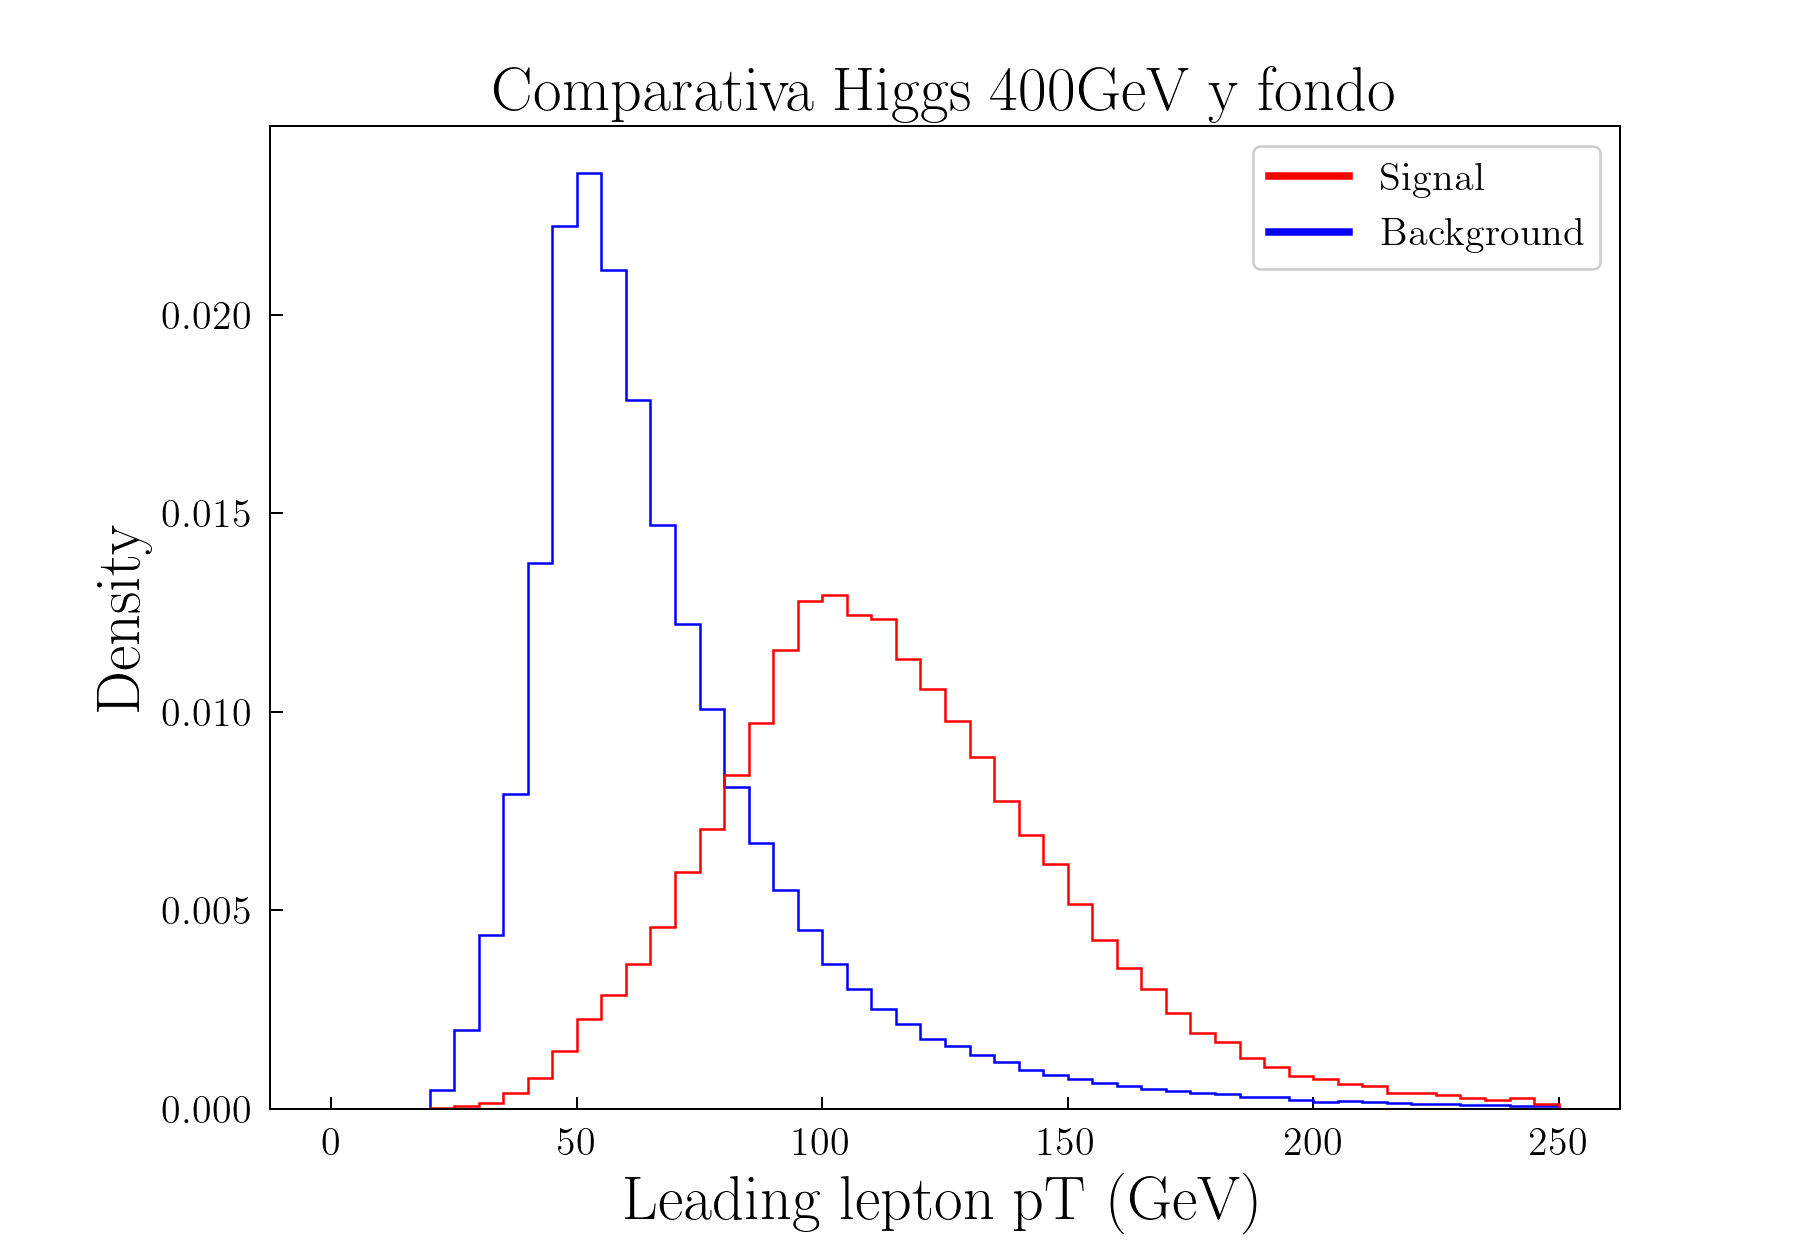 Comparativa Higgs 400GeV y fondo
Signal
Background
Density
0.020
0.015
0.010
0.005
0.000
0 50 100 150 200 250
Leading lepton pT (GeV)